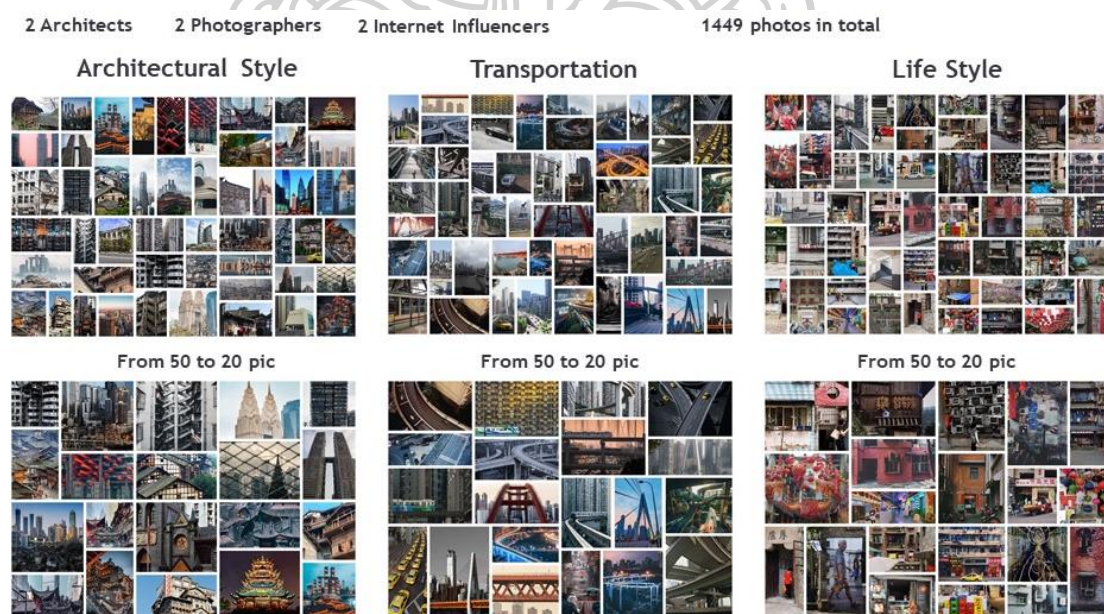 2 Architects 2 Photographers 2 Internet Influencers 1449 photos in total
Architectural Style Transportation Life Style
From 50 to 20 pic From 50 to 20 pic From 50 to 20 pic